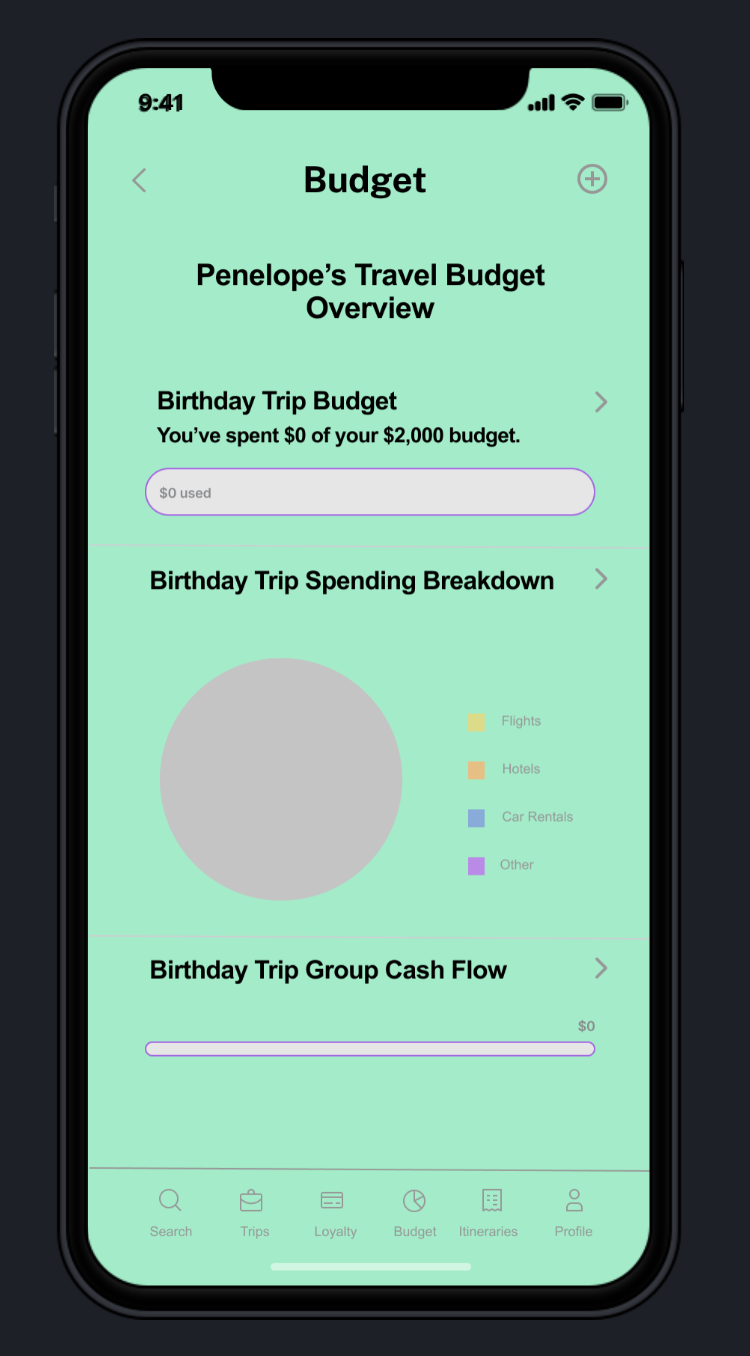 9:41
Budget
Penelope’s Travel Budget
Overview
Birthday Trip Budget
You’ve spent $0 of your $2,000 budget.
$0 used
Birthday Trip Spending Breakdown
Flights
Hotels
Car Rentals
Other
Birthday Trip Group Cash Flow
$0
Search Trips Loyalty Budget Itineraries Profile